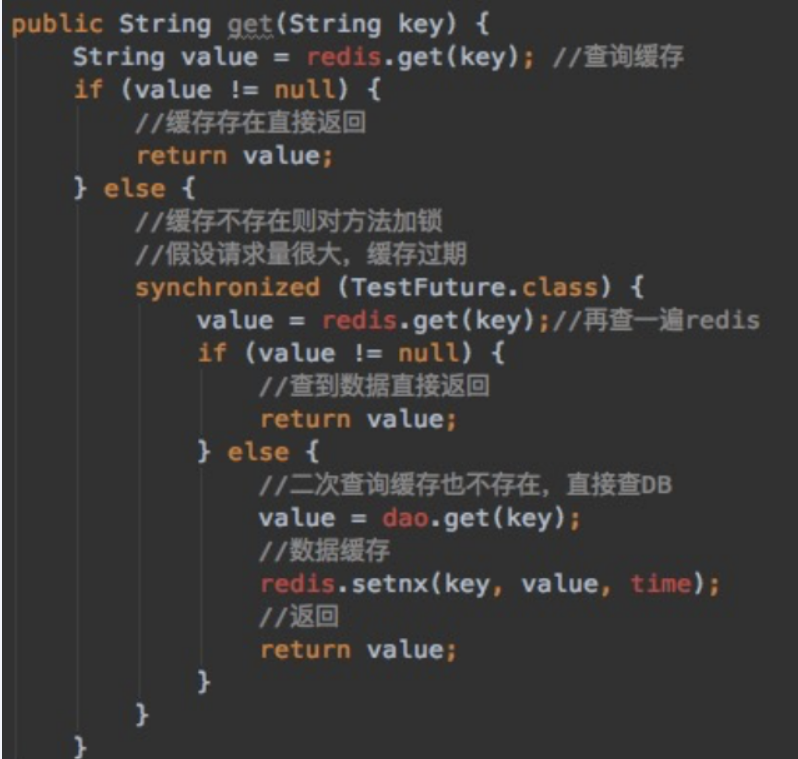 public String get(String key) {
    String value = redis.get(key); //查询缓存
    if (value != null) {
        //缓存存在直接返回
        return value;
    } else {
        //缓存不存在则对方法加锁
        //假设请求量很大，缓存过期
        synchronized (TestFuture.class) {
            value = redis.get(key);//再查一遍redis
            if (value != null) {
                //查到数据直接返回
                return value;
            } else {
                //二次查询缓存也不存在，直接查DB
                value = dao.get(key);
                //数据缓存
                redis.setnx(key, value, time);
                //返回
                return value;
            }
        }
    }